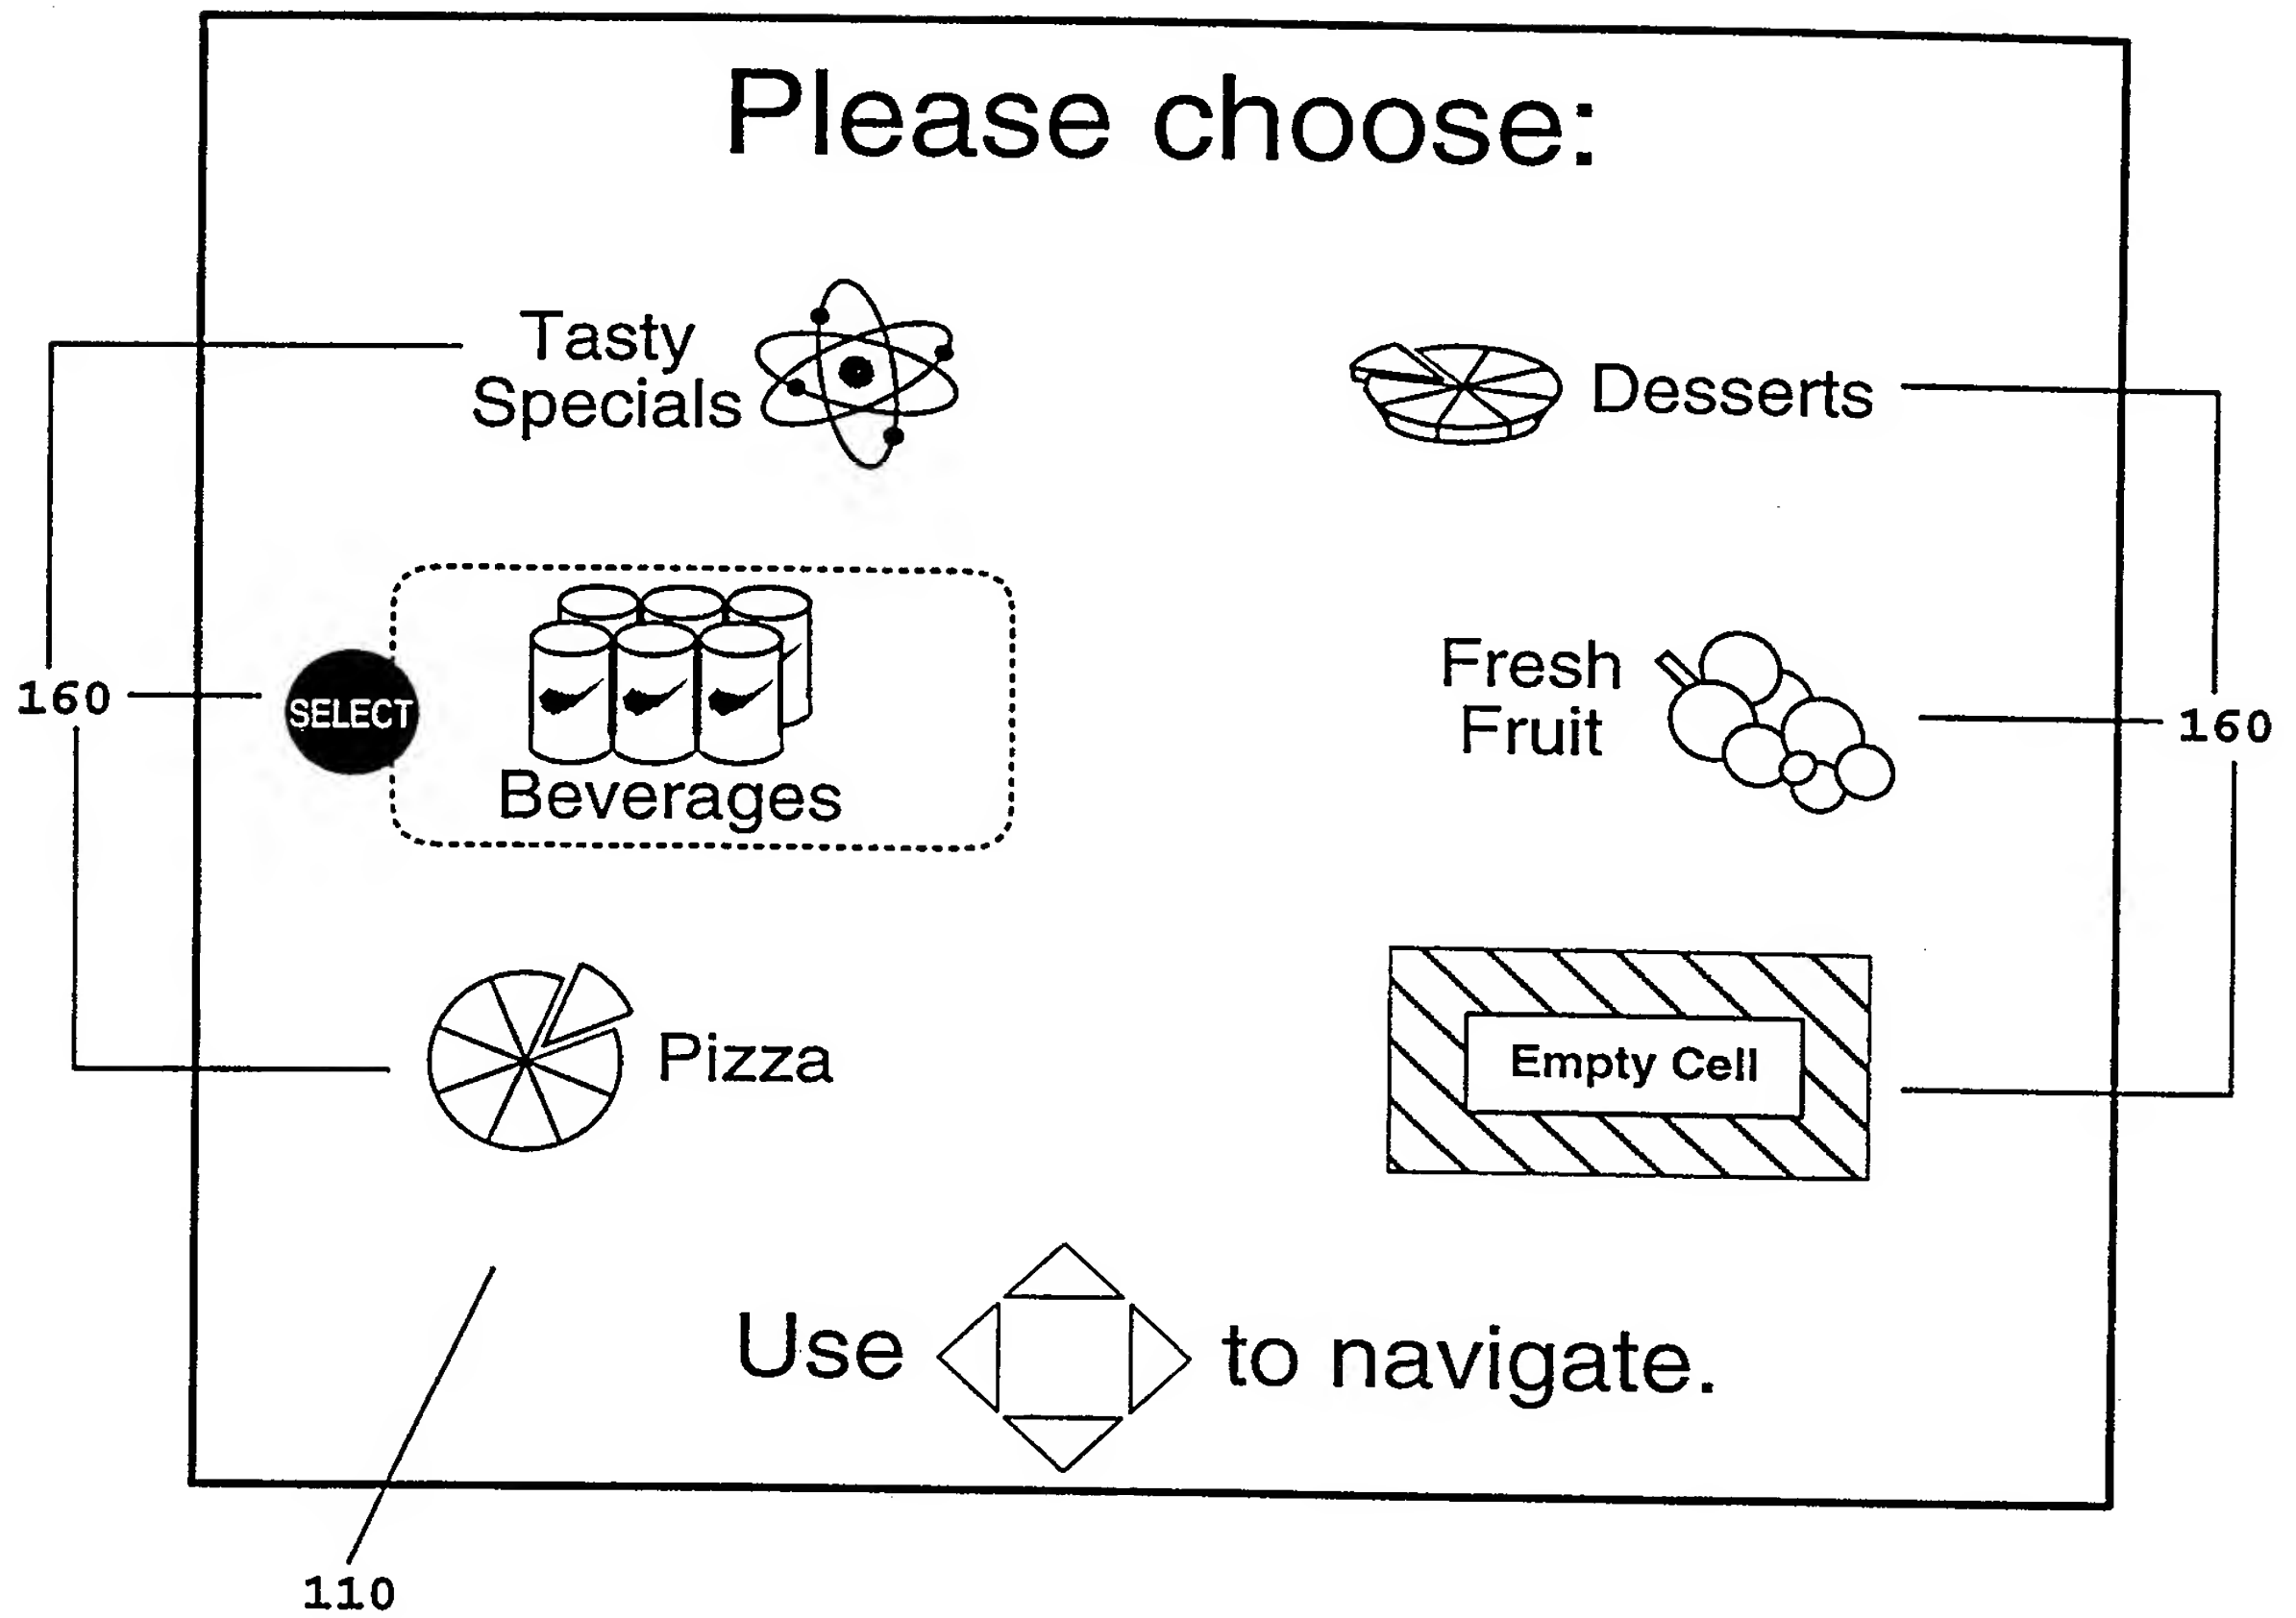 Please choose:
Tasty
Specials
Desserts
160
SELECT
Beverages
Fresh
Fruit
160
Pizza
Empty Cell
Use to navigate.
110